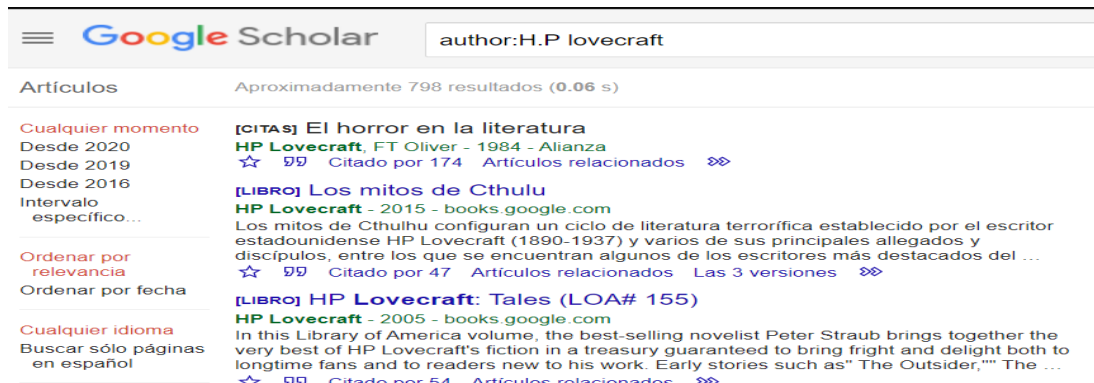 Google Scholar
author:H.P lovecraft
Artículos
Aproximadamente 798 resultados (0.06 s)
Cualquier momento
Desde 2020
Desde 2019
Desde 2016
Intervalo
específico...
Ordenar por
relevancia
Ordenar por fecha
Cualquier idioma
Buscar sólo páginas
en español
[CITAS] El horror en la literatura
HP Lovecraft, FT Oliver - 1984 - Alianza
Citado por 174 Artículos relacionados
[LIBRO] Los mitos de Cthulu
HP Lovecraft - 2015 - books.google.com
Los mitos de Cthulhu configuran un ciclo de literatura terrorífica establecido por el escritor
estadounidense HP Lovecraft (1890-1937) y varios de sus principales allegados y
discípulos, entre los que se encuentran algunos de los escritores más destacados del ...
Citado por 47 Artículos relacionados Las 3 versiones
[LIBRO] HP Lovecraft: Tales (LOA# 155)
HP Lovecraft - 2005 - books.google.com
In this Library of America volume, the best-selling novelist Peter Straub brings together the
very best of HP Lovecraft's fiction in a treasury guaranteed to bring fright and delight both to
longtime fans and to readers new to his work. Early stories such as" The Outsider,"" The ...
Citado por 54 Artículos relacionados